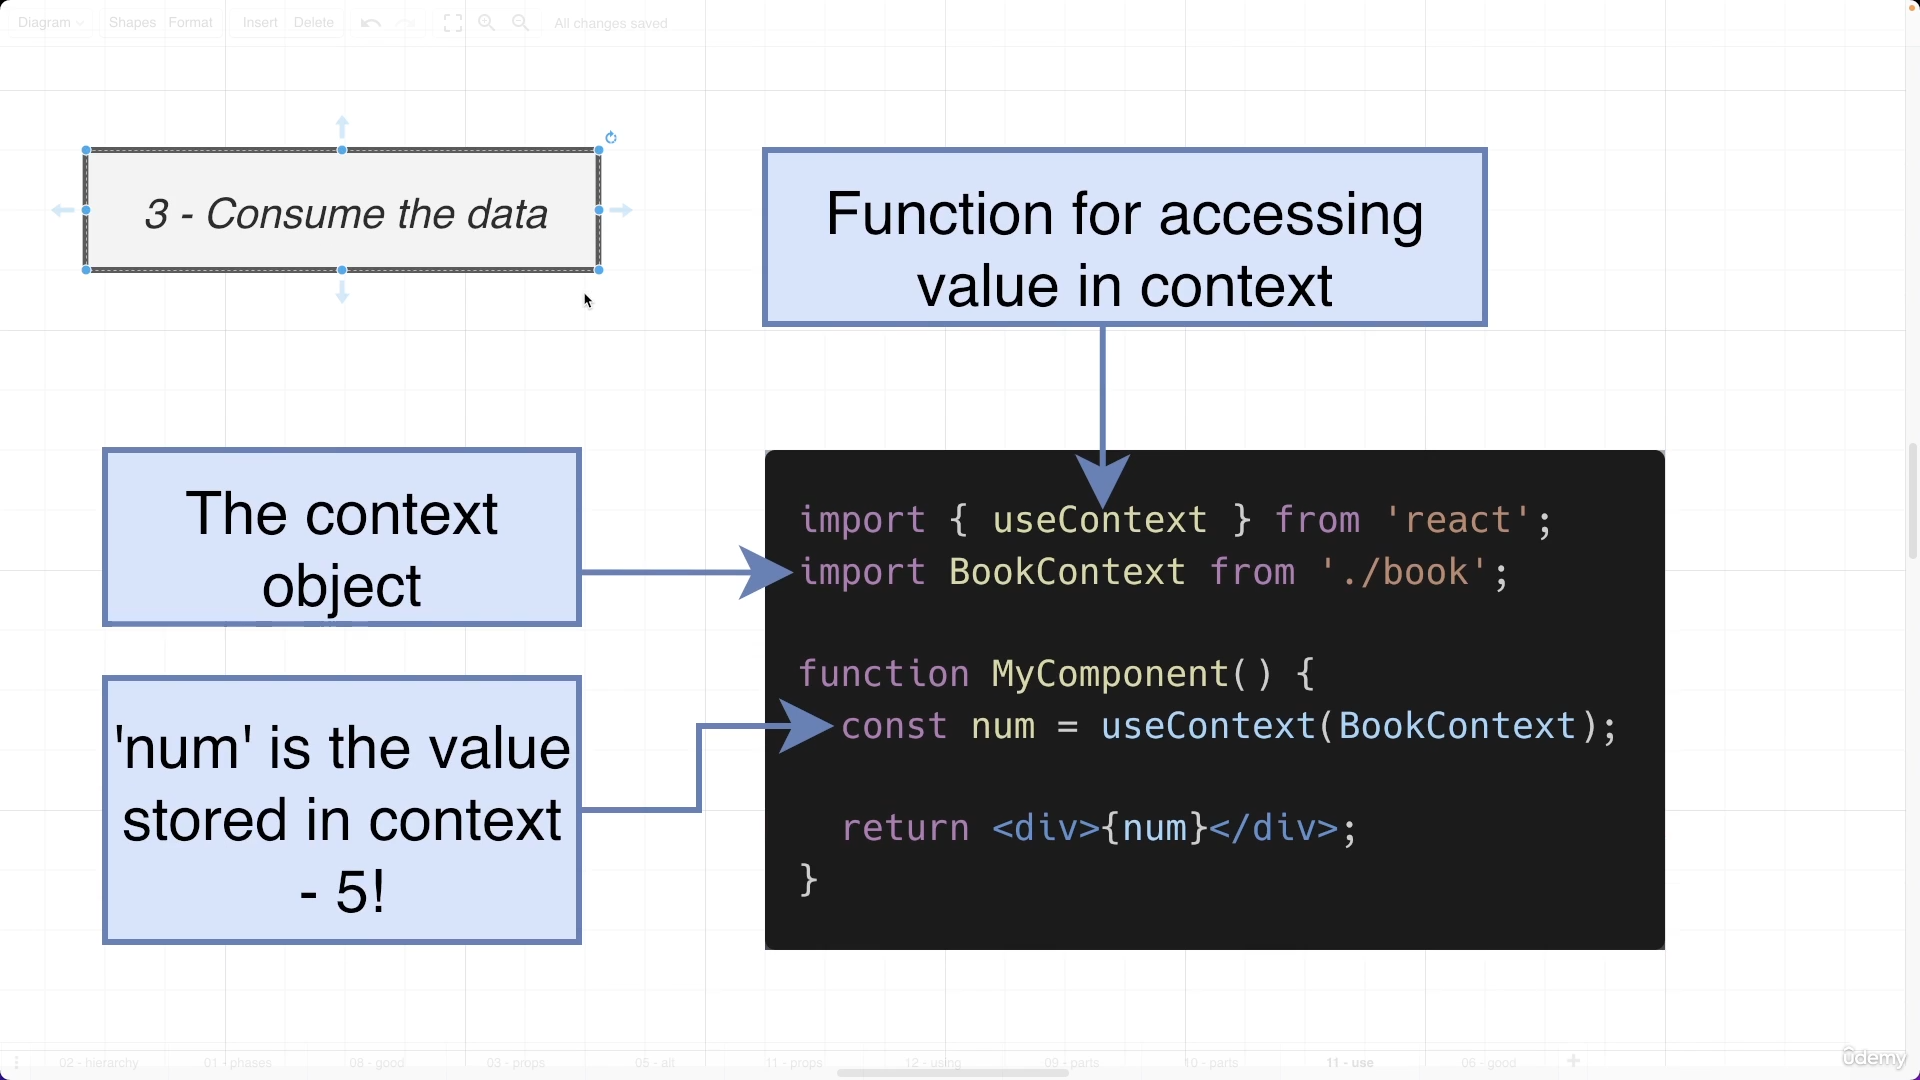 Diagram Shapes Format Insert Delete All changes saved
3 - Consume the data
Function for accessing
value in context
The context
object
'num' is the value
stored in context
- 5!
import { useContext } from 'react';
import BookContext from './book';
function MyComponent() {
const num = useContext(BookContext);
return <div>{num}</div>;
}
02 - hierarchy 01 - phases 08 - good 03 - props 05 - alt 11 - props 12 - using 09 - parts 10 - parts 11 - use 06 - good
ûdemy